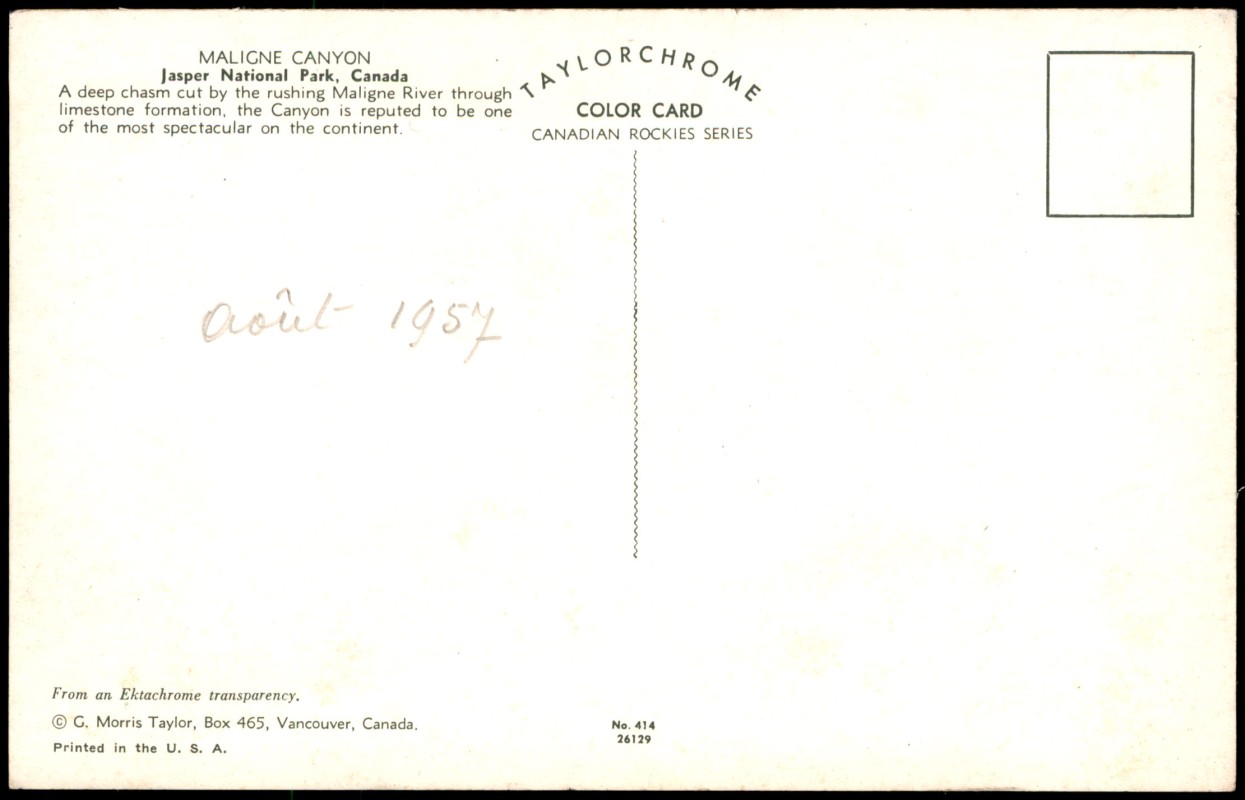 MALIGNE CANYON
Jasper National Park, Canada
A deep chasm cut by the rushing Maligne River through
limestone formation, the Canyon is reputed to be one
of the most spectacular on the continent.
TAYLORCHROME
COLOR CARD
CANADIAN ROCKIES SERIES
août 1957
From an Ektachrome transparency.
© G. Morris Taylor, Box 465, Vancouver, Canada.
Printed in the U. S. A.
No. 414
26129